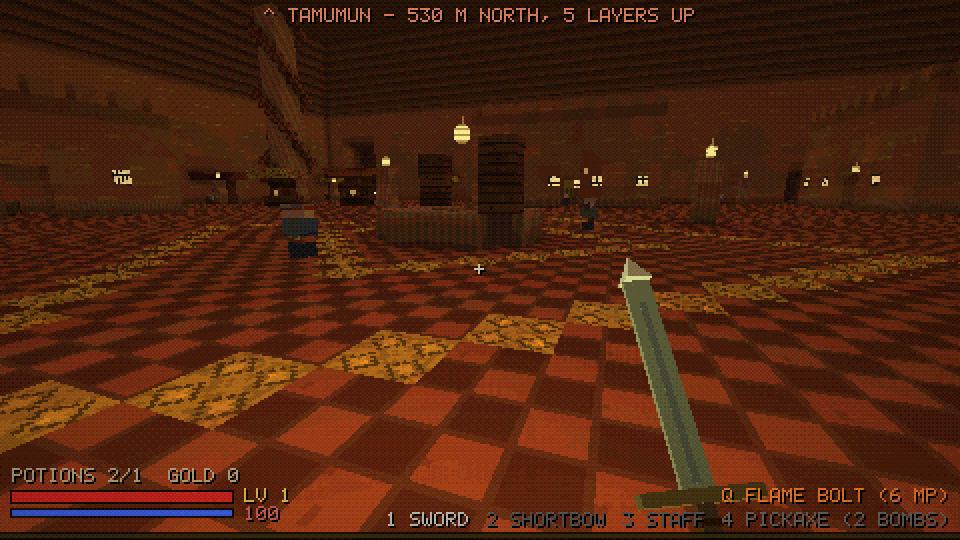 ^ TAMUMUN - 530 M NORTH, 5 LAYERS UP
POTIONS 2/1 GOLD 0
LV 1
100
Q FLAME BOLT (6 MP)
1 SWORD 2 SHORTBOW 3 STAFF 4 PICKAXE (2 BOMBS)